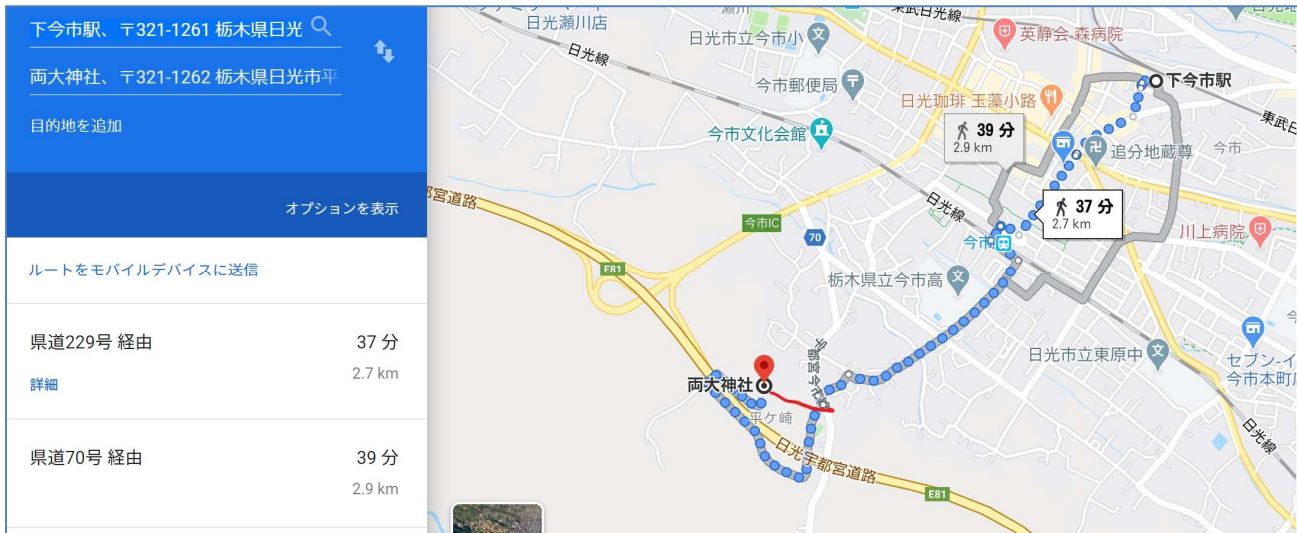 下今市駅、〒321-1261 栃木県日光
両大神社、〒321-1262 栃木県日光市平
目的地を追加
オプションを表示
ルートをモバイルデバイスに送信
県道229号 経由
37 分
詳細
2.7 km
県道70号 経由
39 分
2.9 km
日光瀬川店
瀬川
東武日光線
日光市立今市小
英静会 森病院
日光線
今市郵便局
下今市駅
日光珈琲 玉藻小路
今市文化会館
39 分
2.9 km
追分地蔵尊
今市
宮道路
日光線
37 分
2.7 km
今市IC
70
今市
川上病院
E81
栃木県立今市高
宇都宮今市線
日光市立東原中
セブン-イ
今市本町
両大神社
平ケ崎
日光宇都宮道路
日光線
E81